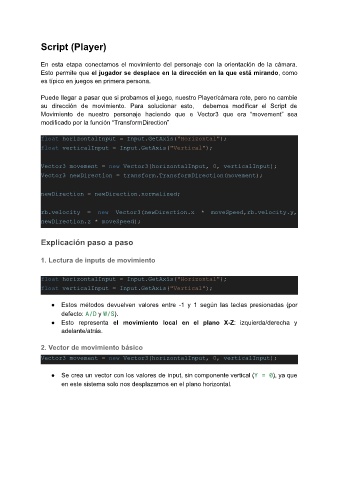 Script (Player)
En esta etapa conectamos el movimiento del personaje con la orientación de la cámara.
Esto permite que el jugador se desplace en la dirección en la que está mirando, como
es típico en juegos en primera persona.
Puede llegar a pasar que si probamos el juego, nuestro Player/cámara rote, pero no cambie
su dirección de movimiento. Para solucionar esto, debemos modificar el Script de
Movimiento de nuestro personaje haciendo que e Vector3 que era “movement” sea
modificado por la función “TransformDirection”
float horizontalInput = Input.GetAxis("Horizontal");
float verticalInput = Input.GetAxis("Vertical");
Vector3 movement = new Vector3(horizontalInput, 0, verticalInput);
Vector3 newDirection = transform.TransformDirection(movement);
newDirection = newDirection.normalized;
rb.velocity = new Vector3(newDirection.x * moveSpeed,rb.velocity.y,
newDirection.z * moveSpeed);
Explicación paso a paso
1. Lectura de inputs de movimiento
float horizontalInput = Input.GetAxis("Horizontal");
float verticalInput = Input.GetAxis("Vertical");
● Estos métodos devuelven valores entre -1 y 1 según las teclas presionadas (por
defecto: A/D y W/S).
● Esto representa el movimiento local en el plano X-Z: izquierda/derecha y
adelante/atrás.
2. Vector de movimiento básico
Vector3 movement = new Vector3(horizontalInput, 0, verticalInput);
● Se crea un vector con los valores de input, sin componente vertical (Y = 0), ya que
en este sistema solo nos desplazamos en el plano horizontal.